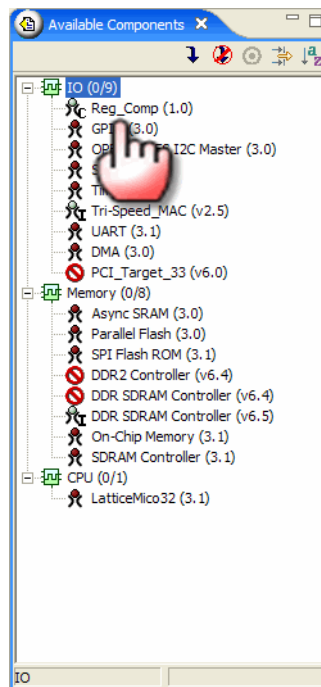 Available Components
IO (0/9)
Reg_Comp (1.0)
(3.0)
I2C Master (3.0)
Tri-Speed_MAC (v2.5)
UART (3.1)
DMA (3.0)
PCI_Target_33 (v6.0)
Memory (0/8)
Async SRAM (3.0)
Parallel Flash (3.0)
SPI Flash ROM (3.1)
DDR2 Controller (v6.4)
DDR SDRAM Controller (v6.4)
DDR SDRAM Controller (v6.5)
On-Chip Memory (3.1)
SDRAM Controller (3.1)
CPU (0/1)
LatticeMico32 (3.1)
IO